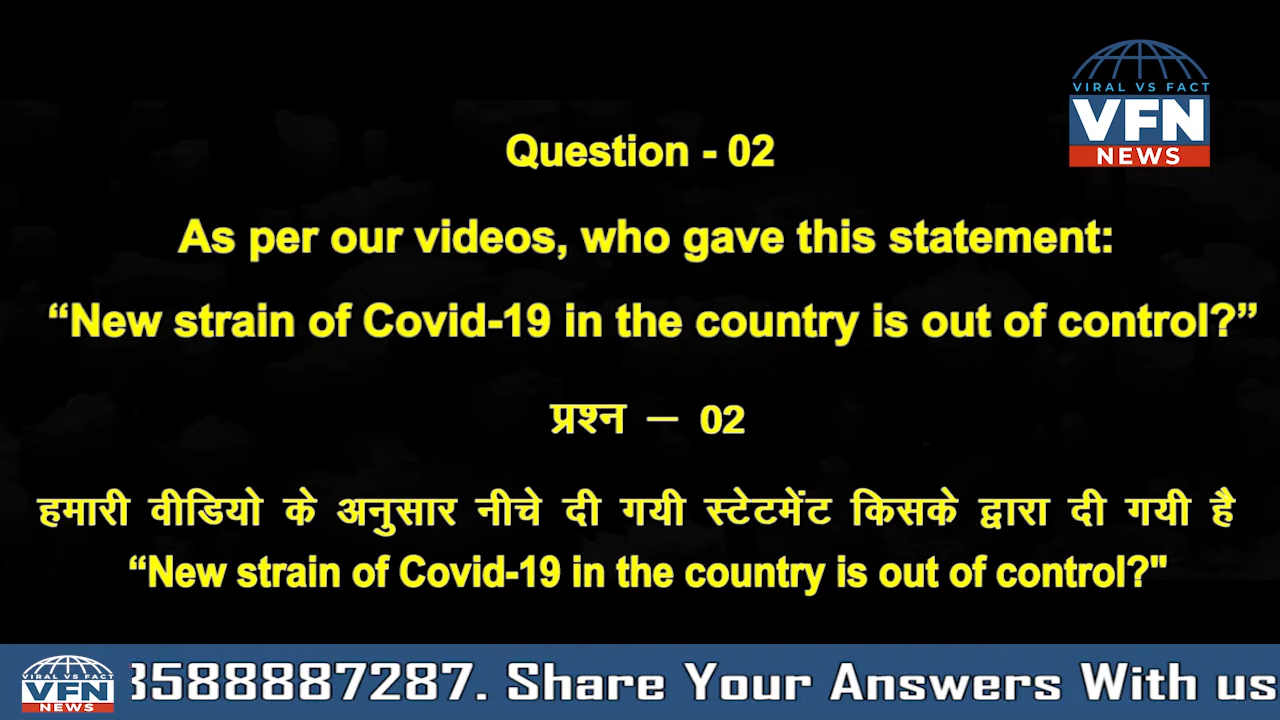 VIRAL VS FACT
VFN
NEWS
Question - 02
As per our videos, who gave this statement:
“New strain of Covid-19 in the country is out of control?”
प्रश्न – 02
हमारी वीडियो के अनुसार नीचे दी गयी स्टेटमेंट किसके द्वारा दी गयी है
“New strain of Covid-19 in the country is out of control?"
VIRAL VS FACT
VFN
NEWS
8588887287. Share Your Answers With us